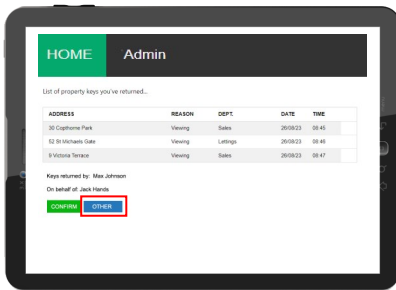 HOME Admin
List of property keys you've returned...
ADDRESS REASON DEPT. DATE TIME
30 Copthorne Park Viewing Sales 26/08/23 08:45
52 St Michaels Gate Viewing Lettings 26/08/23 08:46
9 Victoria Terrace Viewing Sales 26/08/23 08:47
Keys returned by: Max Johnson
On behalf of: Jack Hands
CONFIRM OTHER